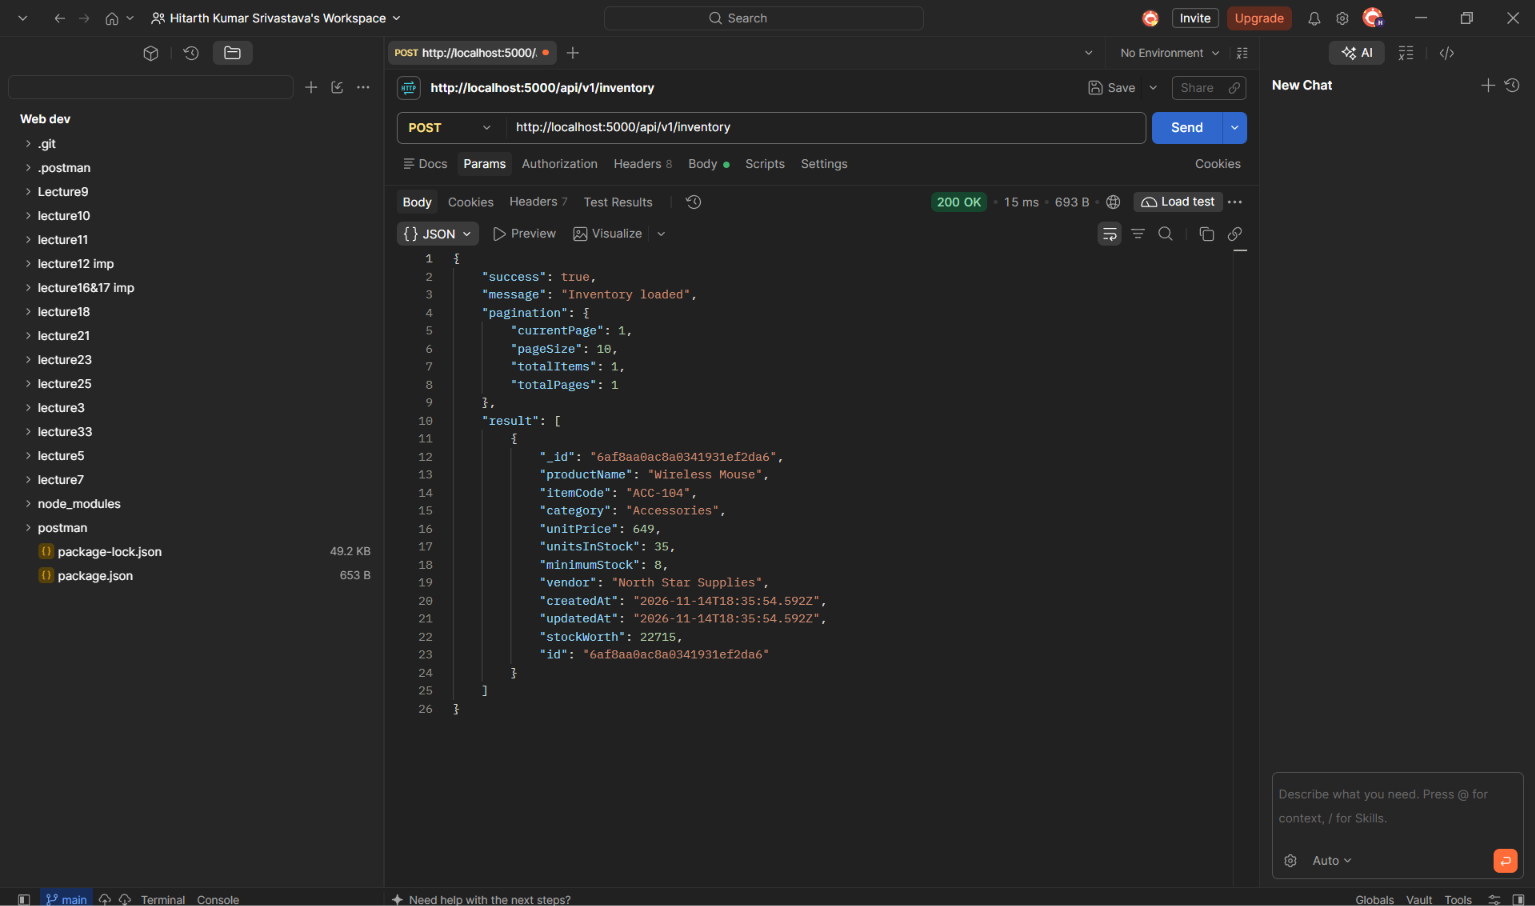 Hitarth Kumar Srivastava's Workspace
Search
Invite
Upgrade
POST http://localhost:5000/.
No Environment
AI
http://localhost:5000/api/v1/inventory
Save
Share
New Chat
Web dev
.git
.postman
Lecture9
lecture10
lecture11
lecture12 imp
lecture16&17 imp
lecture18
lecture21
lecture23
lecture25
lecture3
lecture33
lecture5
lecture7
node_modules
postman
{} package-lock.json 49.2 KB
{} package.json 653 B
HTTP
POST http://localhost:5000/api/v1/inventory
Send
Docs Params Authorization Headers 8 Body Scripts Settings Cookies
Body Cookies Headers 7 Test Results 200 OK • 15 ms • 693 B • Load test
{} JSON Preview Visualize
1 {
2 "success": true,
3 "message": "Inventory loaded",
4 "pagination": {
5 "currentPage": 1,
6 "pageSize": 10,
7 "totalItems": 1,
8 "totalPages": 1
9 },
10 "result": [
11 {
12 "_id": "6af8aa0ac8a0341931ef2da6",
13 "productName": "Wireless Mouse",
14 "itemCode": "ACC-104",
15 "category": "Accessories",
16 "unitPrice": 649,
17 "unitsInStock": 35,
18 "minimumStock": 8,
19 "vendor": "North Star Supplies",
20 "createdAt": "2026-11-14T18:35:54.592Z",
21 "updatedAt": "2026-11-14T18:35:54.592Z",
22 "stockWorth": 22715,
23 "id": "6af8aa0ac8a0341931ef2da6"
24 }
25 ]
26 }
Describe what you need. Press @ for
context, / for Skills.
Auto
main
Terminal Console
Need help with the next steps?
Globals Vault Tools